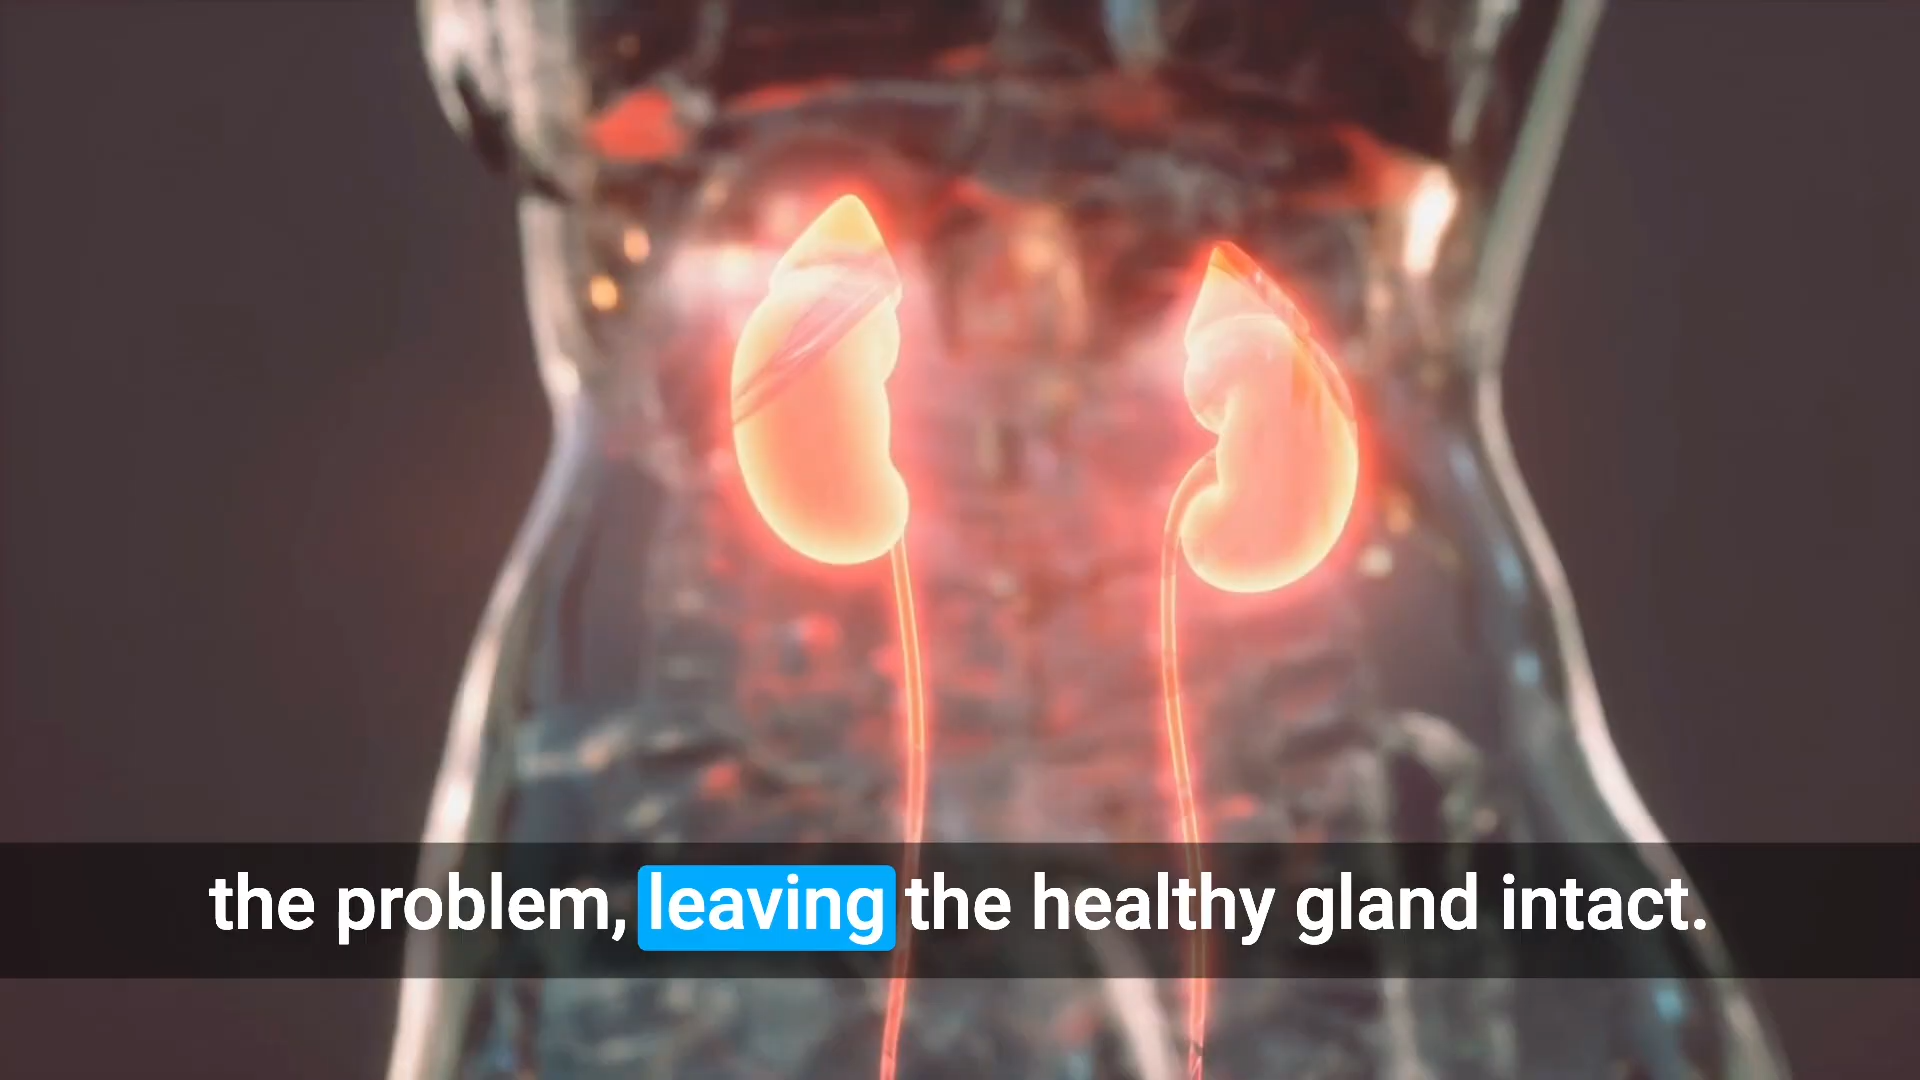 the problem, leaving the healthy gland intact.